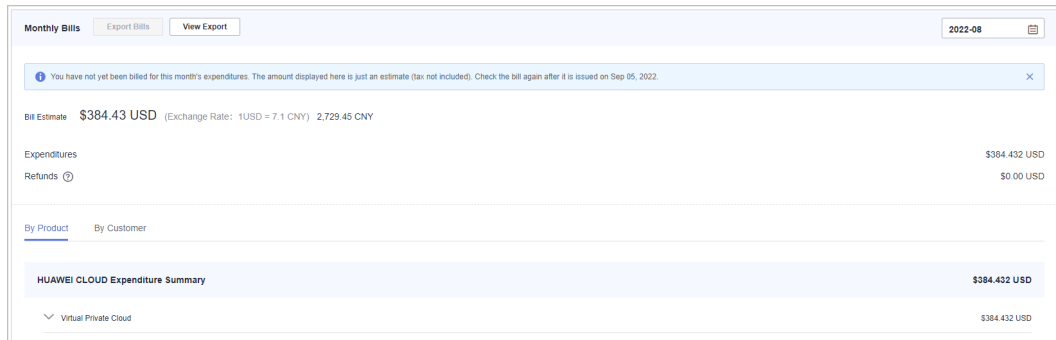 Monthly Bills Export Bills View Export 2022-08
You have not yet been billed for this month's expenditures. The amount displayed here is just an estimate (tax not included). Check the bill again after it is issued on Sep 05, 2022.
Bill Estimate $384.43 USD (Exchange Rate: 1USD = 7.1 CNY) 2,729.45 CNY
Expenditures $384.432 USD
Refunds $0.00 USD
By Product By Customer
HUAWEI CLOUD Expenditure Summary $384.432 USD
Virtual Private Cloud $384.432 USD